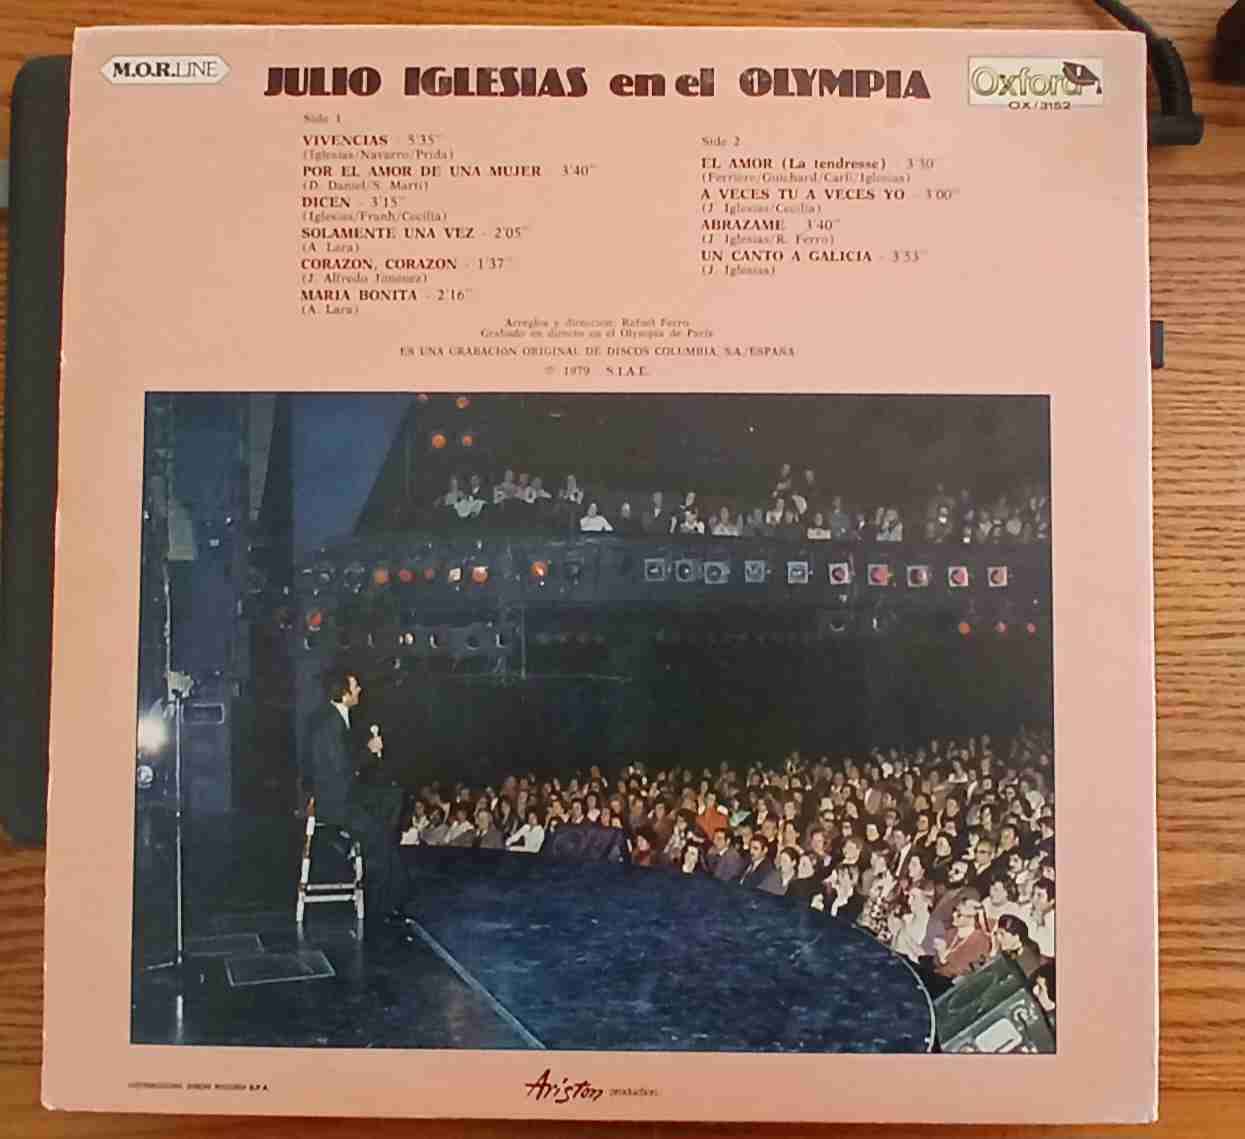 M.O.R.LINE
JULIO IGLESIAS en el OLYMPIA
Oxford
OX/3152
Side 1
VIVENCIAS - 5'35"
(Iglesias/Navarro/Prida)
POR EL AMOR DE UNA MUJER - 3'40"
(D. Daniel/S. Marti)
DICEN - 3'15"
(Iglesias/Frank/Cecilia)
SOLAMENTE UNA VEZ - 2'05"
(A. Lara)
CORAZON, CORAZON - 1'37"
(J. Alfredo Jimenez)
MARIA BONITA - 2'16"
(A. Lara)
Side 2
EL AMOR (La tendresse) - 3'30"
(Ferriere/Guichard/Carli/Iglesias)
A VECES TU A VECES YO - 3'00"
(J. Iglesias/Cecilia)
ABRAZAME - 3'40"
(J. Iglesias/R. Ferro)
UN CANTO A GALICIA - 3'53"
(J. Iglesias)
Arreglos y direccion: Rafael Ferro
Grabado en directo en el Olympia de Paris
ES UNA GRABACION ORIGINAL DE DISCOS COLUMBIA, S.A./ESPAÑA
1979 S.I.A.E.
S.P.A.
Ariston production